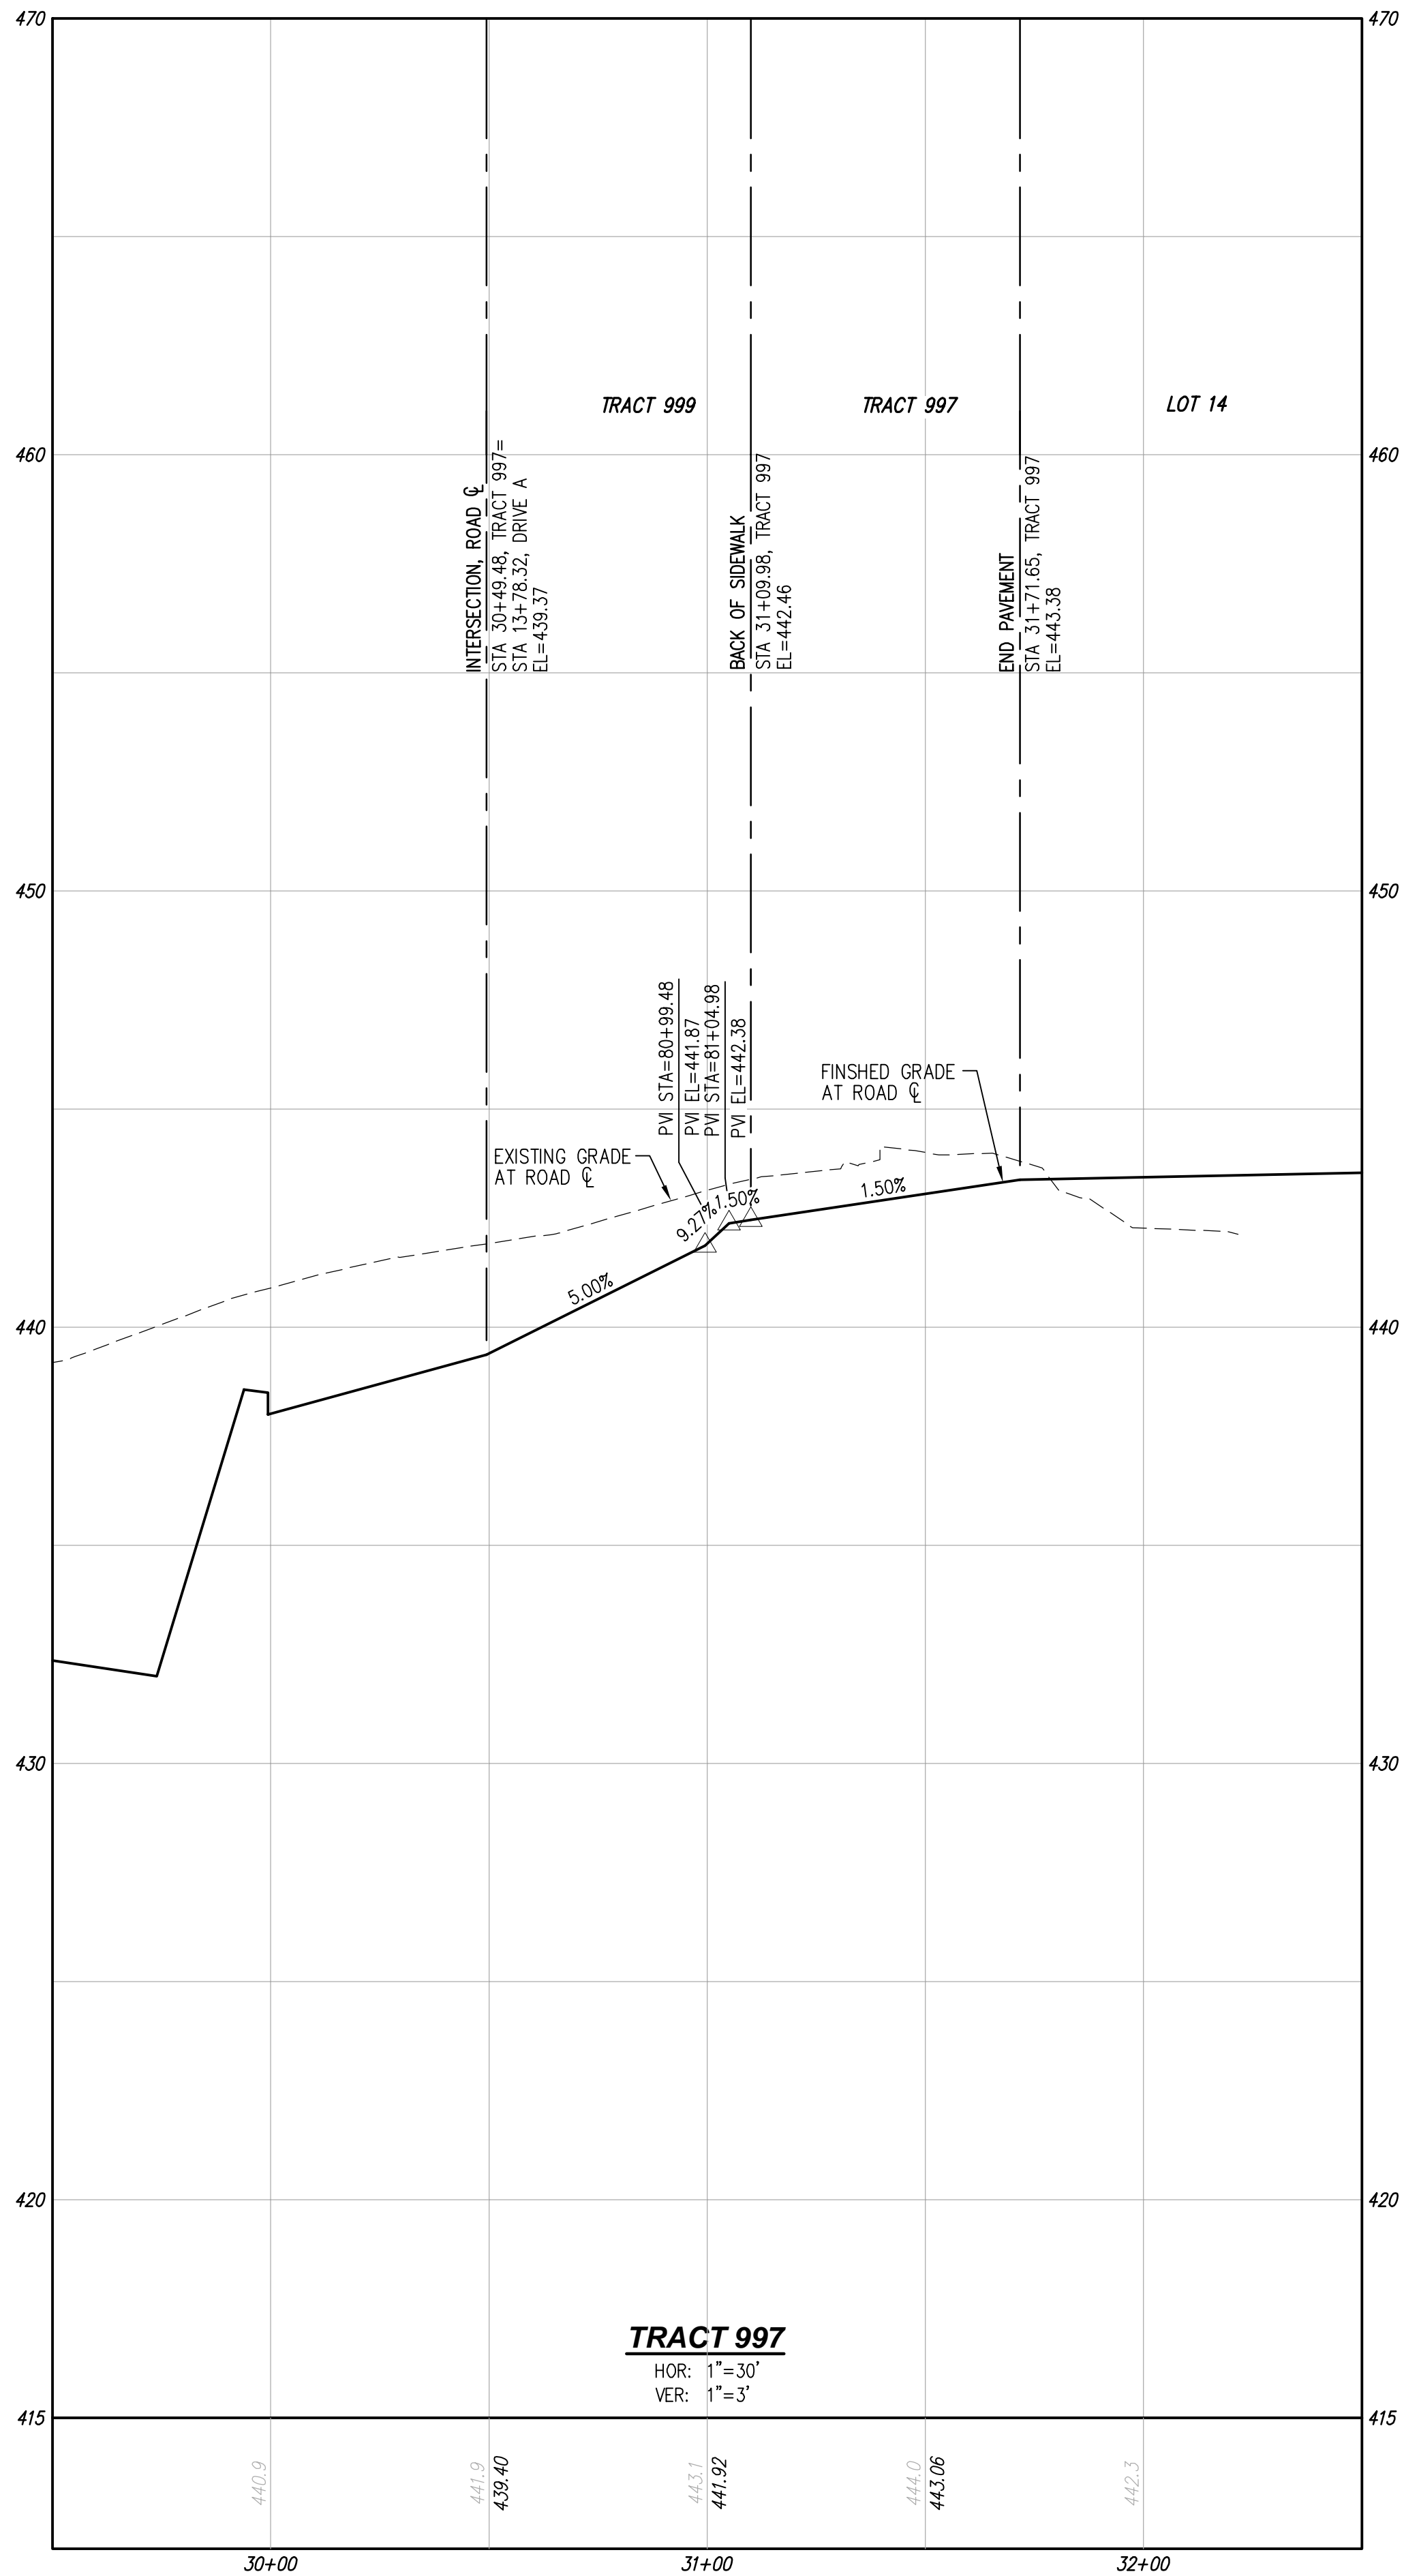 470
470
TRACT 999
TRACT 997
LOT 14
460
460
INTERSECTION, ROAD ℄
STA 30+49.48, TRACT 997=
STA 13+78.32, DRIVE A
EL=439.37
BACK OF SIDEWALK
STA 31+09.98, TRACT 997
EL=442.46
END PAVEMENT
STA 31+71.65, TRACT 997
EL=443.38
450
450
PVI STA=80+99.48
PVI EL=441.87
PVI STA=81+04.98
PVI EL=442.38
FINSHED GRADE
AT ROAD ℄
EXISTING GRADE
AT ROAD ℄
5.00%
9.27%
1.50%
1.50%
440
440
430
430
420
420
TRACT 997
HOR: 1"=30'
VER: 1"=3'
415
415
440.9
441.9
439.40
443.1
441.92
444.0
443.06
442.3
30+00
31+00
32+00